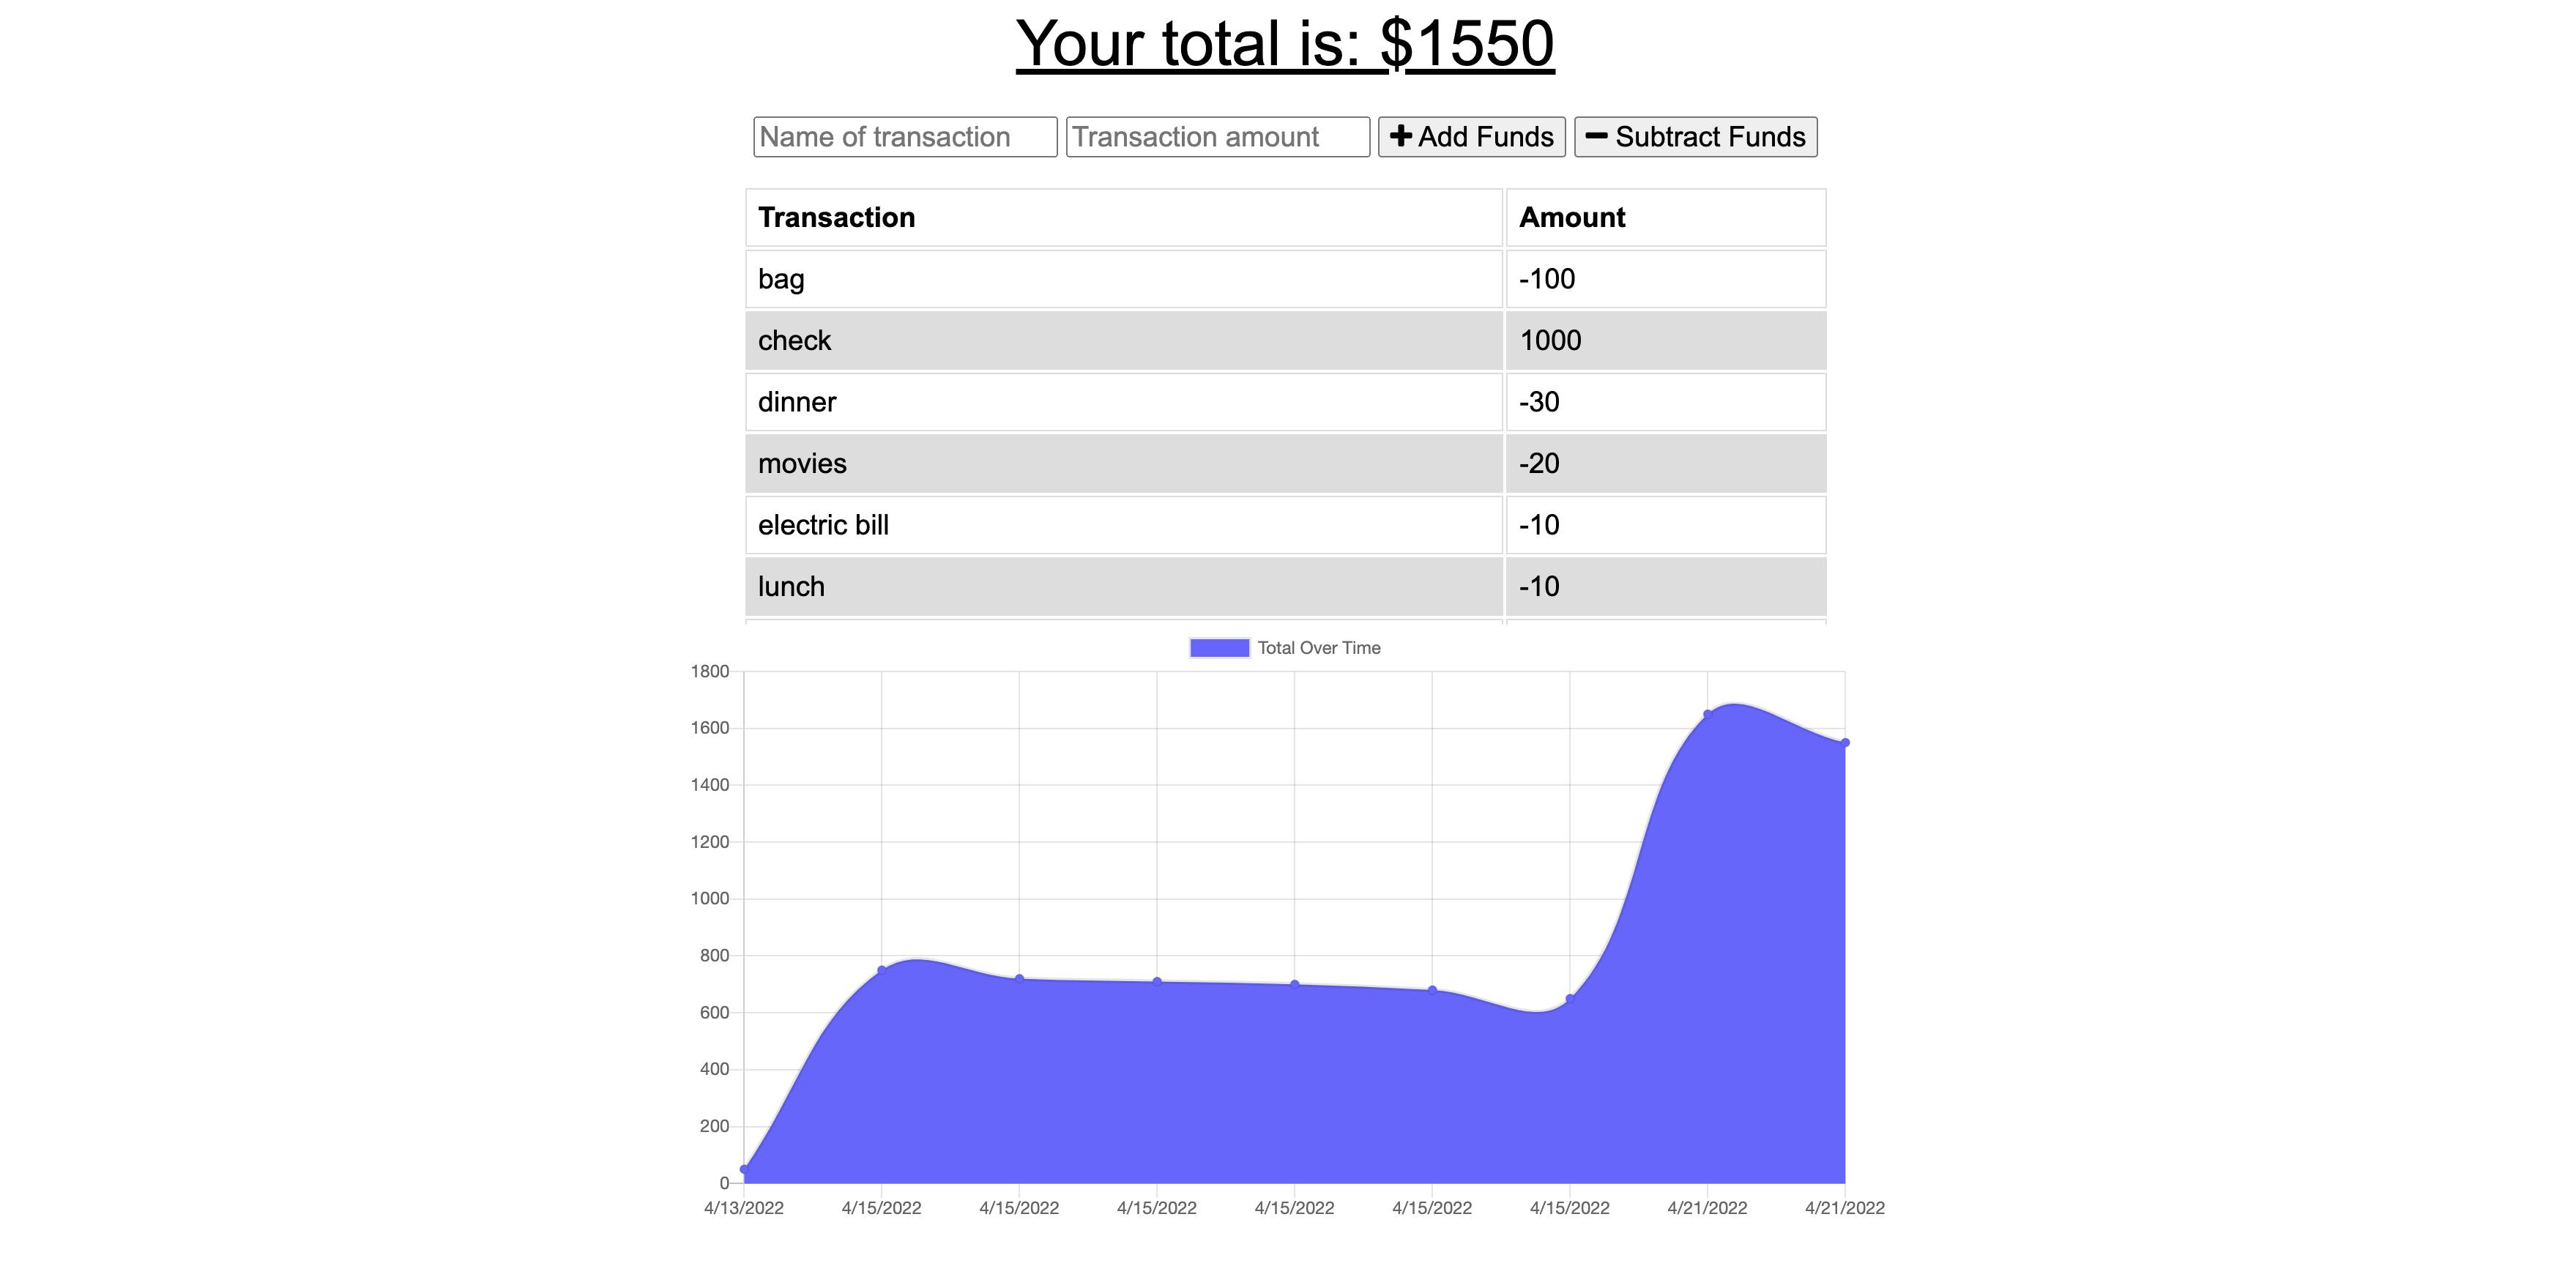 Your total is: $1550
Name of transaction Transaction amount + Add Funds − Subtract Funds
Transaction Amount
bag -100
check 1000
dinner -30
movies -20
electric bill -10
lunch -10
Total Over Time
1800
1600
1400
1200
1000
800
600
400
200
0
4/13/2022 4/15/2022 4/15/2022 4/15/2022 4/15/2022 4/15/2022 4/15/2022 4/21/2022 4/21/2022